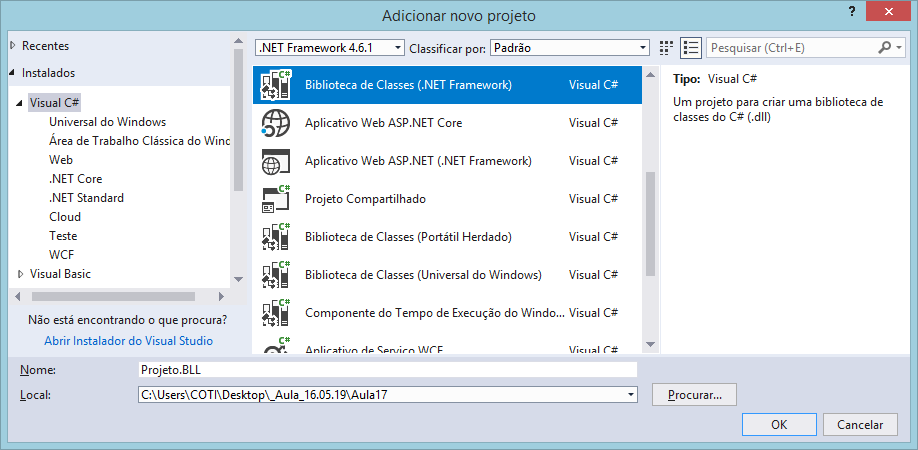 Adicionar novo projeto
? ×
Recentes
Instalados
Visual C#
Universal do Windows
Área de Trabalho Clássica do Wind
Web
.NET Core
.NET Standard
Cloud
Teste
WCF
Visual Basic
Não está encontrando o que procura?
Abrir Instalador do Visual Studio
.NET Framework 4.6.1 Classificar por: Padrão
Pesquisar (Ctrl+E)
Biblioteca de Classes (.NET Framework) Visual C#
Aplicativo Web ASP.NET Core Visual C#
Aplicativo Web ASP.NET (.NET Framework) Visual C#
Projeto Compartilhado Visual C#
Biblioteca de Classes (Portátil Herdado) Visual C#
Biblioteca de Classes (Universal do Windows) Visual C#
Componente do Tempo de Execução do Windo... Visual C#
Aplicativo de Serviço WCF Visual C#
Tipo: Visual C#
Um projeto para criar uma biblioteca de
classes do C# (.dll)
Nome: Projeto.BLL
Local: C:\Users\COTI\Desktop\_Aula_16.05.19\Aula17 Procurar...
OK Cancelar